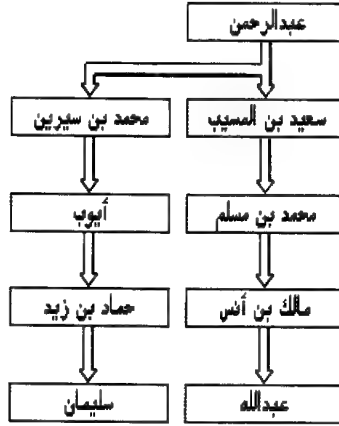 عبدالرحمن
سعيد بن المسيب
محمد بن سيرين
محمد بن مسلم
أيوب
مالك بن أنس
حماد بن زيد
عبدالله
سليمان